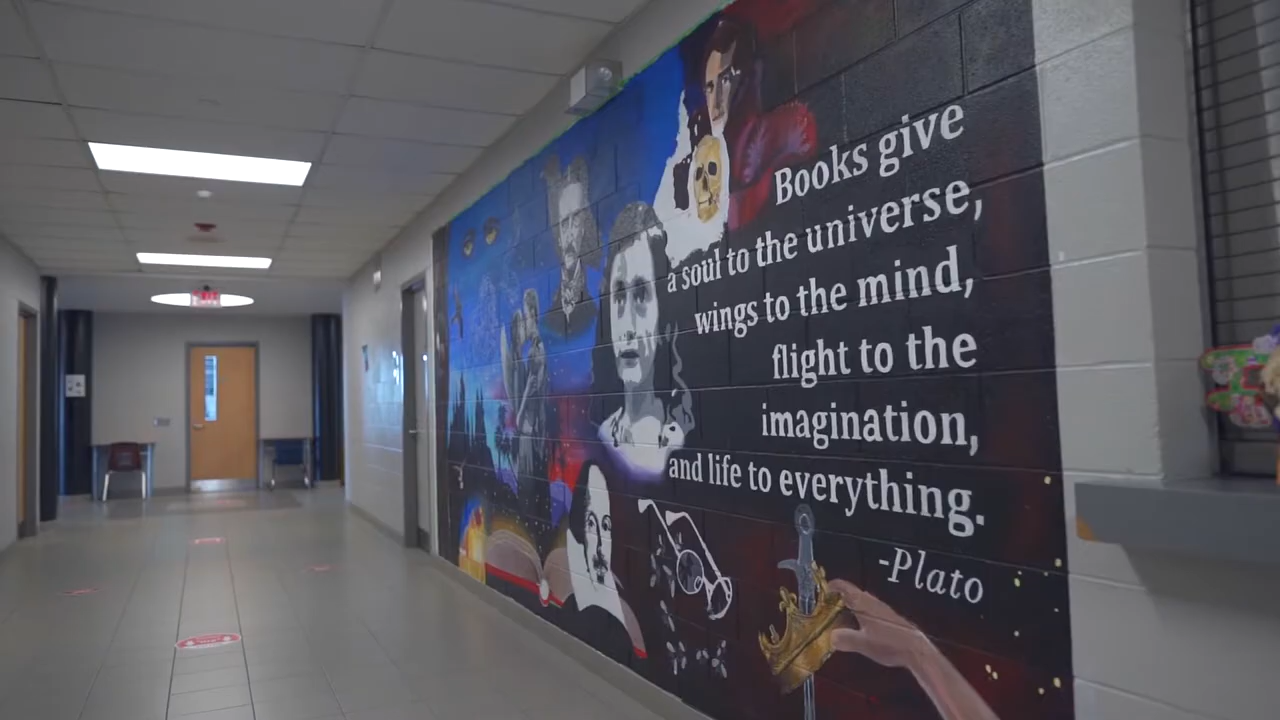 Books give
a soul to the universe,
wings to the mind,
flight to the
imagination,
and life to everything.
-Plato